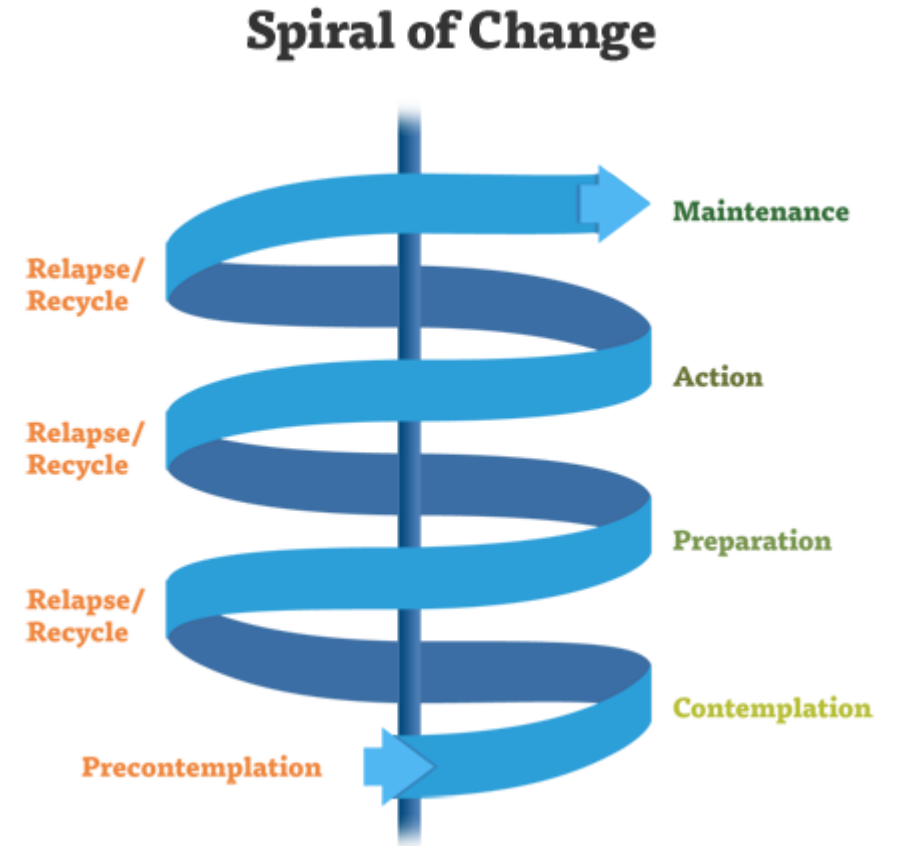 Spiral of Change
Maintenance
Relapse/
Recycle
Action
Relapse/
Recycle
Preparation
Relapse/
Recycle
Contemplation
Precontemplation